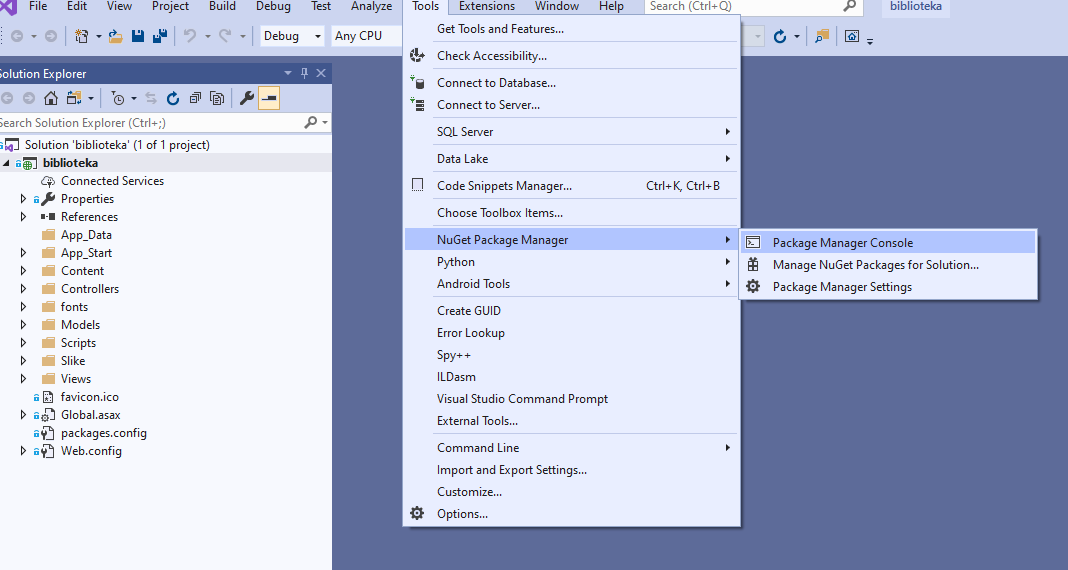 File Edit View Project Build Debug Test Analyze Tools Extensions Window Help Search (Ctrl+Q) biblioteka
Debug Any CPU
Solution Explorer
Search Solution Explorer (Ctrl+;)
Solution 'biblioteka' (1 of 1 project)
biblioteka
Connected Services
Properties
References
App_Data
App_Start
Content
Controllers
fonts
Models
Scripts
Slike
Views
favicon.ico
Global.asax
packages.config
Web.config
Get Tools and Features...
Check Accessibility...
Connect to Database...
Connect to Server...
SQL Server
Data Lake
Code Snippets Manager... Ctrl+K, Ctrl+B
Choose Toolbox Items...
NuGet Package Manager
Python
Android Tools
Create GUID
Error Lookup
Spy++
ILDasm
Visual Studio Command Prompt
External Tools...
Command Line
Import and Export Settings...
Customize...
Options...
Package Manager Console
Manage NuGet Packages for Solution...
Package Manager Settings